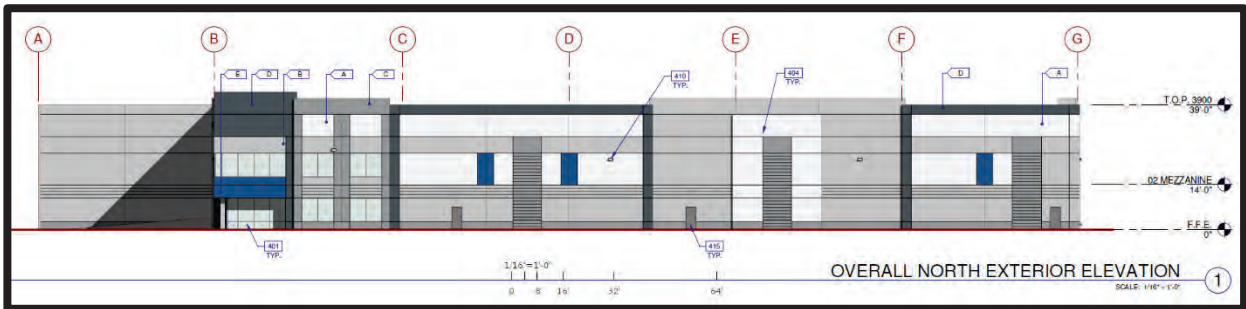 A B C D E F G
E D B A C 410 404 D A
TYP. TYP.
T.O.P. 3900
39'-0"
02 MEZZANINE
14'-0"
F.F.E.
0"
401 415
TYP. TYP.
1/16"=1'-0"
0 8' 16' 32' 64'
OVERALL NORTH EXTERIOR ELEVATION 1
SCALE: 1/16" = 1'-0"